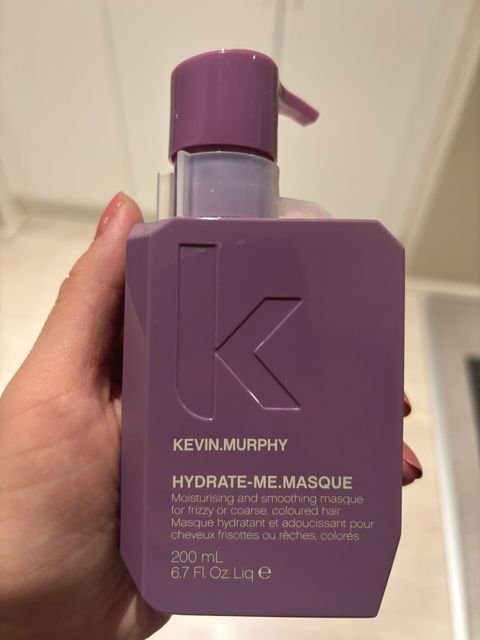 k
KEVIN.MURPHY
HYDRATE-ME.MASQUE
Moisturising and smoothing masque
for frizzy or coarse, coloured hair
Masque hydratant et adoucissant pour
cheveux frisottés ou rêches, colorés
200 mL
6.7 Fl. Oz. Liq ℮